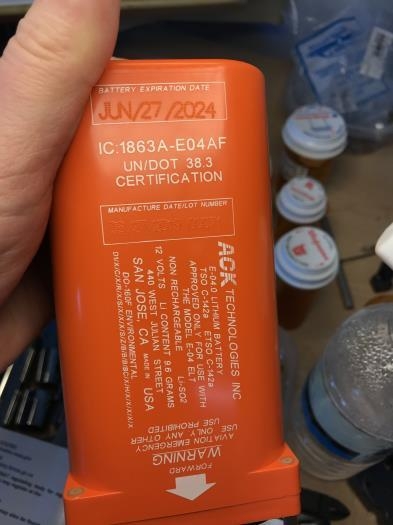 BATTERY EXPIRATION DATE
JUN/27/2024
IC:1863A-E04AF
UN/DOT 38.3
CERTIFICATION
MANUFACTURE DATE/LOT NUMBER
ACK TECHNOLOGIES INC
E-04.0 LITHIUM BATTERY
TSO C-142a ETSO C-142a
APPROVED ONLY FOR USE WITH
THE MODEL E-04 ELT
NON RECHARGEABLE Li-SO2
12 VOLTS Li CONTENT 9.6 GRAMS
440 WEST JULIAN STREET
SAN JOSE, CA MADE IN USA
DO-160F ENVIRONMENTAL
WARNING
AVIATION EMERGENCY
USE ONLY ANY OTHER
USE PROHIBITED
FORWARD